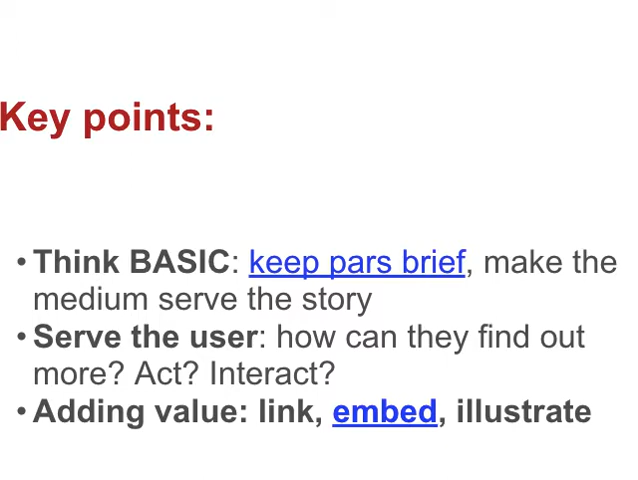 Key points:
• Think BASIC: keep pars brief, make the
medium serve the story
• Serve the user: how can they find out
more? Act? Interact?
• Adding value: link, embed, illustrate